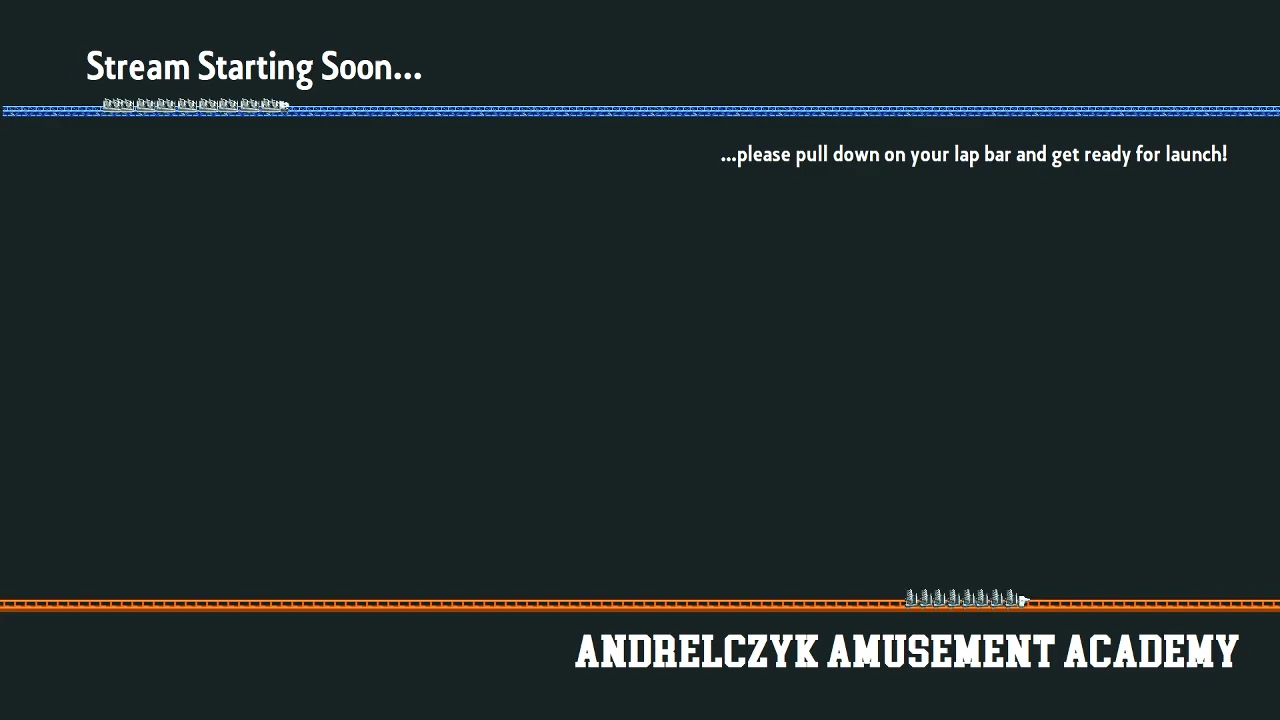 Stream Starting Soon...
...please pull down on your lap bar and get ready for launch!
ANDRELCZYK AMUSEMENT ACADEMY